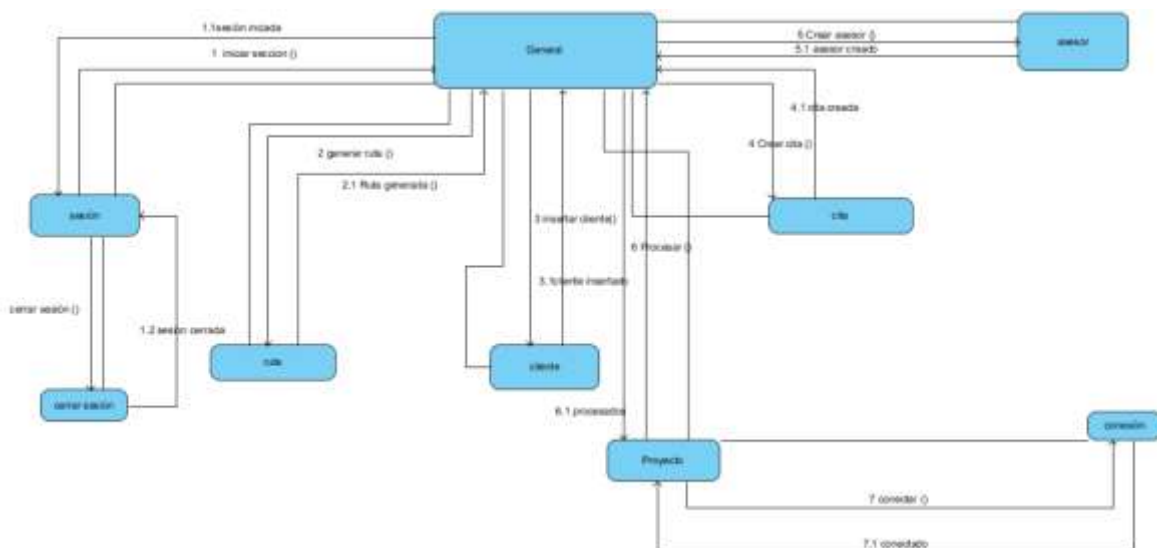 1.1sesión iniciada
General
5 Crear asesor ()
asesor
5.1 asesor creado
1 iniciar seccion ()
4.1 cita creada
4 Crear cita ()
2 generar ruta ()
2.1 Ruta generada ()
sesión
cita
3 insertar cliente()
6 Procesar ()
3. 1cliente insertado
cerrar sesión ()
1.2 sesión cerrada
ruta
cliente
cerrar sesión
6.1 procesados
conexión
Proyecto
7 conectar ()
7.1 conectado